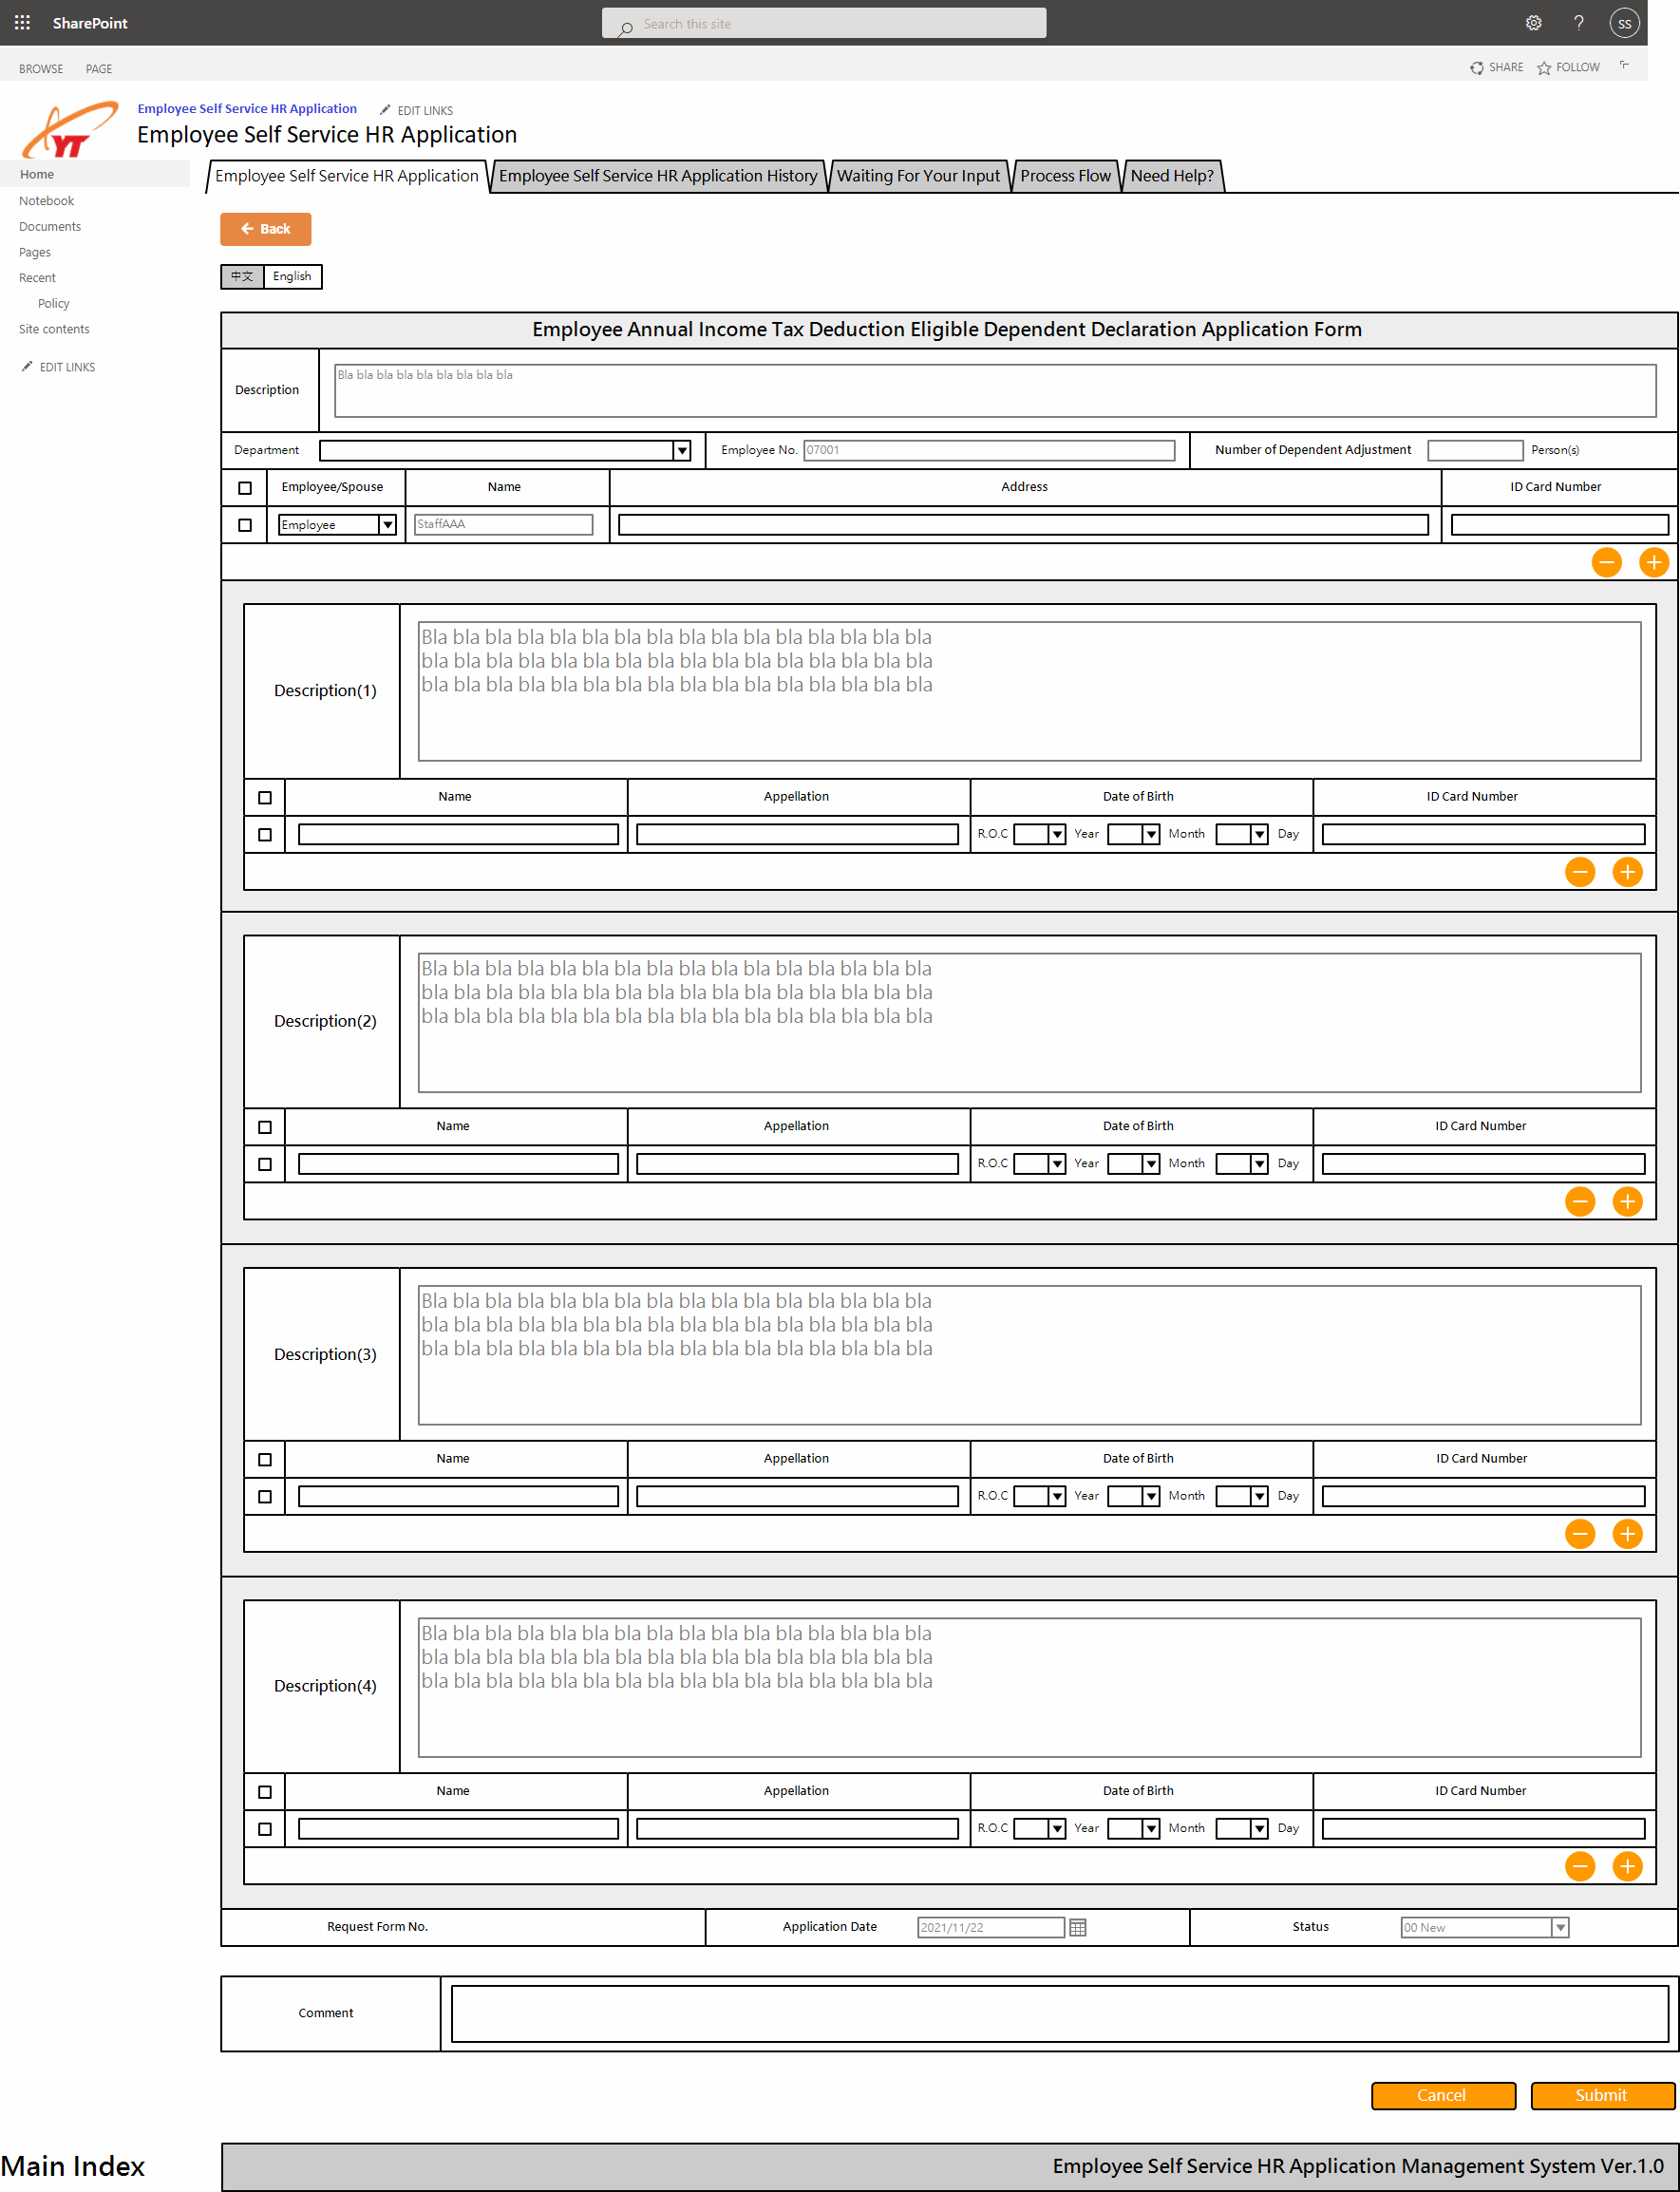 SharePoint
Search this site
?
SS
BROWSE PAGE
SHARE FOLLOW
YT
Employee Self Service HR Application EDIT LINKS
Employee Self Service HR Application
Home
Notebook
Documents
Pages
Recent
Policy
Site contents
EDIT LINKS
Employee Self Service HR Application Employee Self Service HR Application History Waiting For Your Input Process Flow Need Help?
Back
中文 English
Employee Annual Income Tax Deduction Eligible Dependent Declaration Application Form
Description Bla bla bla bla bla bla bla bla bla
Department Employee No. 07001 Number of Dependent Adjustment Person(s)
Employee/Spouse Name Address ID Card Number
Employee StaffAAA
Description(1)
Bla bla bla bla bla bla bla bla bla bla bla bla bla bla bla bla
bla bla bla bla bla bla bla bla bla bla bla bla bla bla bla bla
bla bla bla bla bla bla bla bla bla bla bla bla bla bla bla bla
Name Appellation Date of Birth ID Card Number
R.O.C Year Month Day
Description(2)
Bla bla bla bla bla bla bla bla bla bla bla bla bla bla bla bla
bla bla bla bla bla bla bla bla bla bla bla bla bla bla bla bla
bla bla bla bla bla bla bla bla bla bla bla bla bla bla bla bla
Name Appellation Date of Birth ID Card Number
R.O.C Year Month Day
Description(3)
Bla bla bla bla bla bla bla bla bla bla bla bla bla bla bla bla
bla bla bla bla bla bla bla bla bla bla bla bla bla bla bla bla
bla bla bla bla bla bla bla bla bla bla bla bla bla bla bla bla
Name Appellation Date of Birth ID Card Number
R.O.C Year Month Day
Description(4)
Bla bla bla bla bla bla bla bla bla bla bla bla bla bla bla bla
bla bla bla bla bla bla bla bla bla bla bla bla bla bla bla bla
bla bla bla bla bla bla bla bla bla bla bla bla bla bla bla bla
Name Appellation Date of Birth ID Card Number
R.O.C Year Month Day
Request Form No. Application Date 2021/11/22 Status 00 New
Comment
Cancel Submit
Main Index
Employee Self Service HR Application Management System Ver.1.0